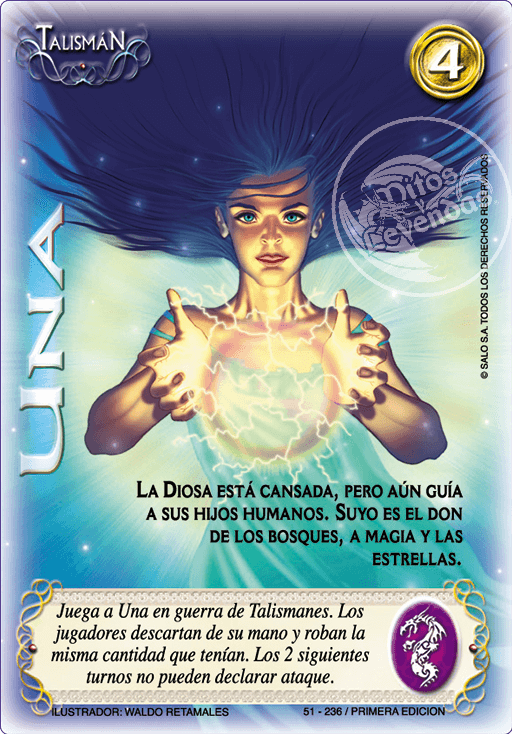 TALISMÁN
4
Mitos
y
Leyendas
UNA
© SALO S.A. TODOS LOS DERECHOS RESERVADOS
LA DIOSA ESTÁ CANSADA, PERO AÚN GUÍA
A SUS HIJOS HUMANOS. SUYO ES EL DON
DE LOS BOSQUES, A MAGIA Y LAS
ESTRELLAS.
Juega a Una en guerra de Talismanes. Los
jugadores descartan de su mano y roban la
misma cantidad que tenían. Los 2 siguientes
turnos no pueden declarar ataque.
ILUSTRADOR: WALDO RETAMALES
51 - 236 / PRIMERA EDICION